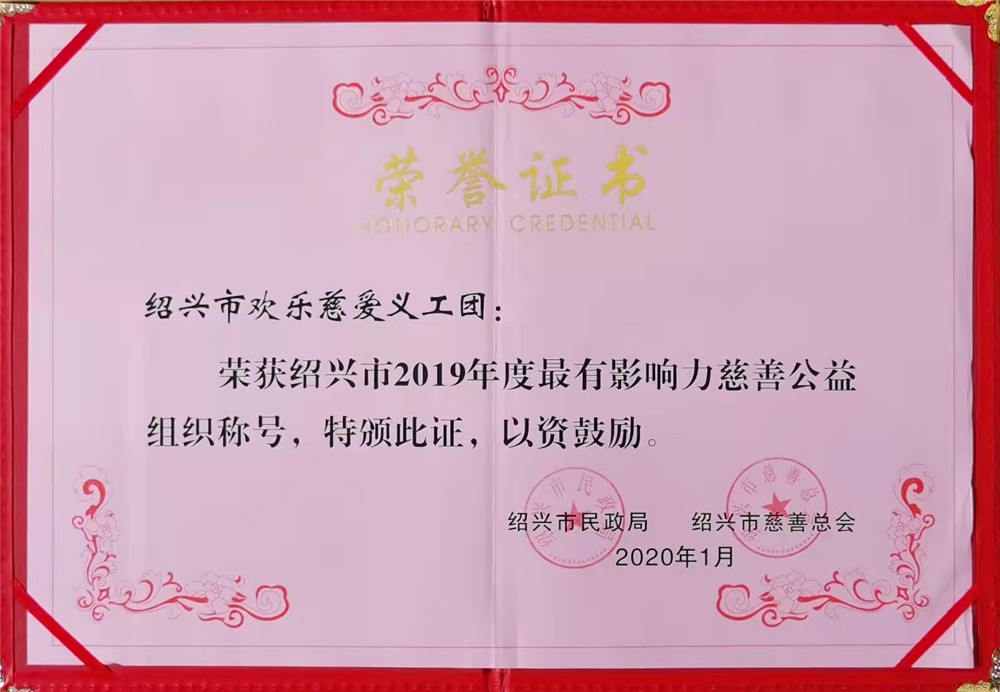 荣誉证书
HONORARY CREDENTIAL
绍兴市欢乐慈爱义工团：
荣获绍兴市2019年度最有影响力慈善公益
组织称号，特颁此证，以资鼓励。
绍兴市民政局 绍兴市慈善总会
2020年1月